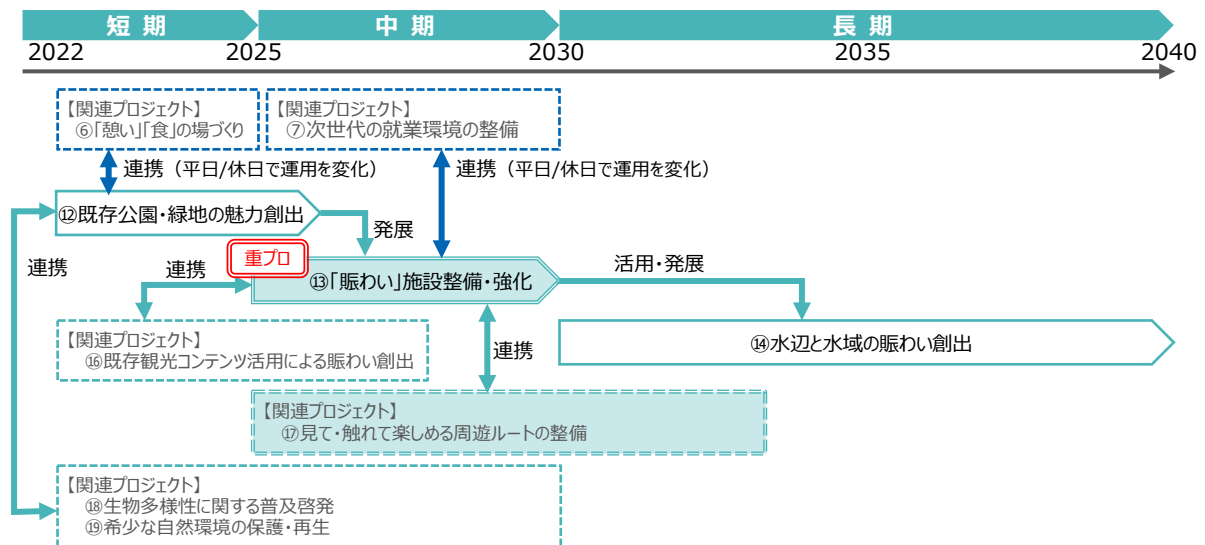 短 期
中 期
長 期
2022
2025
2030
2035
2040
【関連プロジェクト】
⑥「憩い」「食」の場づくり
【関連プロジェクト】
⑦次世代の就業環境の整備
連携（平日/休日で運用を変化）
連携（平日/休日で運用を変化）
⑫既存公園・緑地の魅力創出
発展
連携
連携
重プロ
⑬「賑わい」施設整備・強化
活用・発展
【関連プロジェクト】
⑯既存観光コンテンツ活用による賑わい創出
連携
⑭水辺と水域の賑わい創出
【関連プロジェクト】
⑰見て・触れて楽しめる周遊ルートの整備
【関連プロジェクト】
⑱生物多様性に関する普及啓発
⑲希少な自然環境の保護・再生